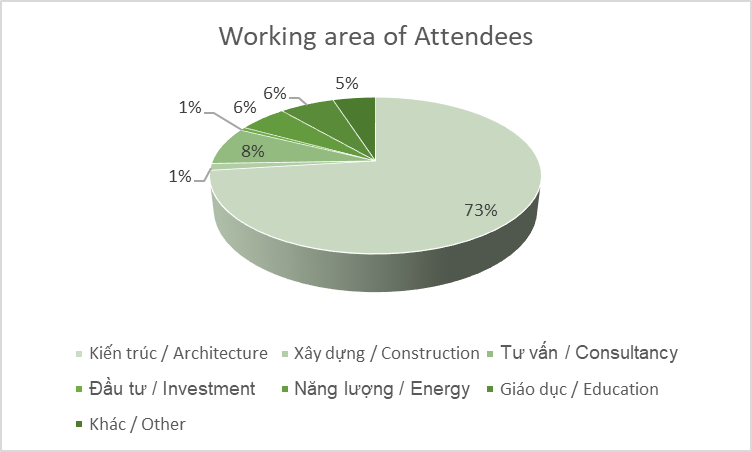 Working area of Attendees
5%
6%
6%
1%
8%
1%
73%
Kiến trúc / Architecture
Xây dựng / Construction
Tư vấn / Consultancy
Đầu tư / Investment
Năng lượng / Energy
Giáo dục / Education
Khác / Other